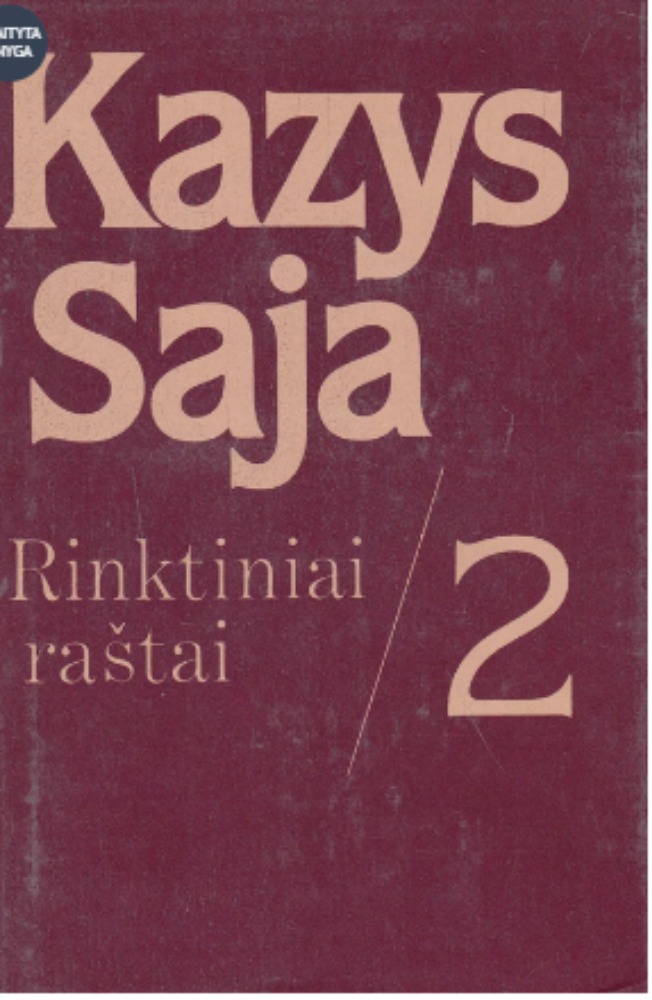 Kazys
Saja
Rinktiniai
raštai
/2